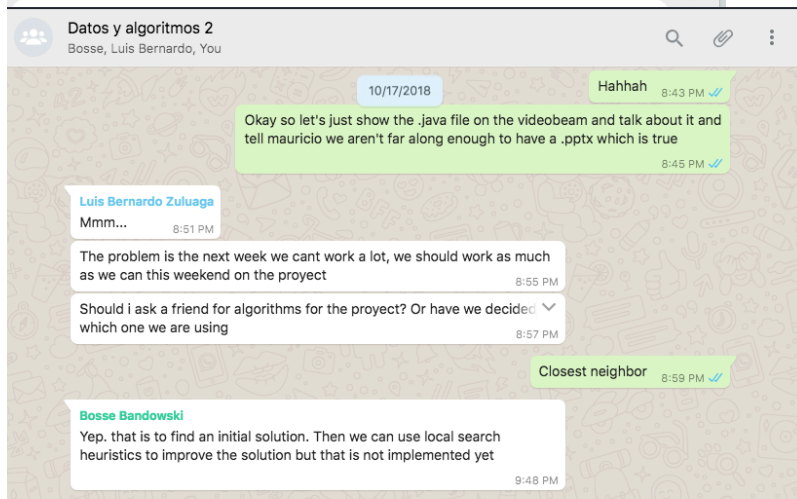 Datos y algoritmos 2
Bosse, Luis Bernardo, You
10/17/2018
Hahhah
8:43 PM
Okay so let's just show the .java file on the videobeam and talk about it and
tell mauricio we aren't far along enough to have a .pptx which is true
8:45 PM
Luis Bernardo Zuluaga
Mmm...
8:51 PM
The problem is the next week we cant work a lot, we should work as much
as we can this weekend on the proyect
8:55 PM
Should i ask a friend for algorithms for the proyect? Or have we decided
which one we are using
8:57 PM
Closest neighbor
8:59 PM
Bosse Bandowski
Yep. that is to find an initial solution. Then we can use local search
heuristics to improve the solution but that is not implemented yet
9:48 PM